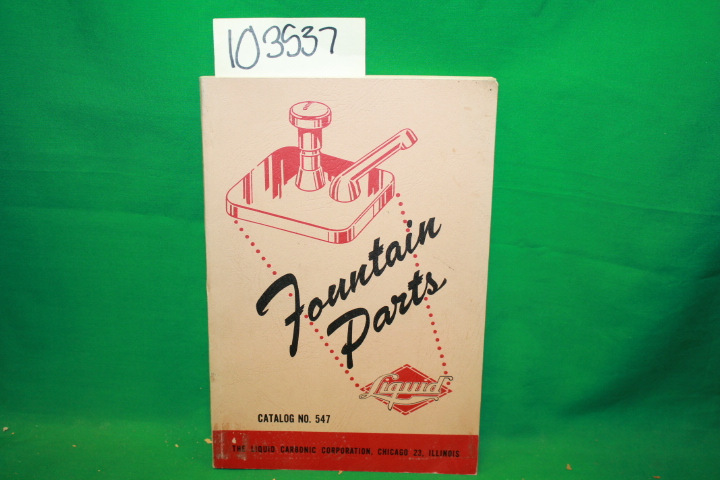 103537
Fountain
Parts
Liquid
CATALOG NO. 547
THE LIQUID CARBONIC CORPORATION, CHICAGO 23, ILLINOIS